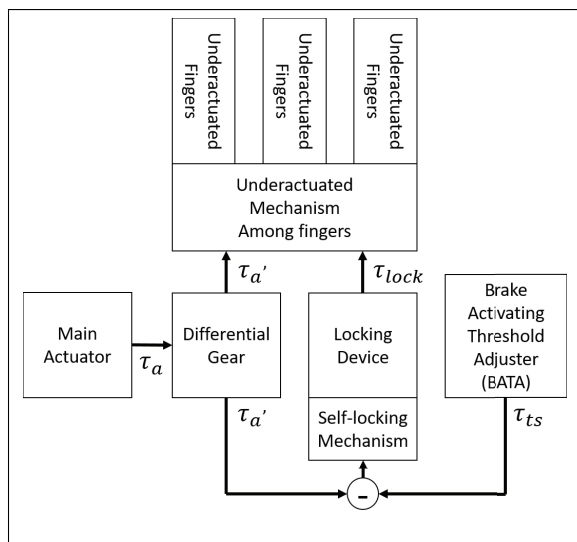 Underactuated
Fingers
Underactuated
Fingers
Underactuated
Fingers
Underactuated
Mechanism
Among fingers
τa'
τlock
Main
Actuator
τa
Differential
Gear
Locking
Device
Brake
Activating
Threshold
Adjuster
(BATA)
τa'
Self-locking
Mechanism
τts
-